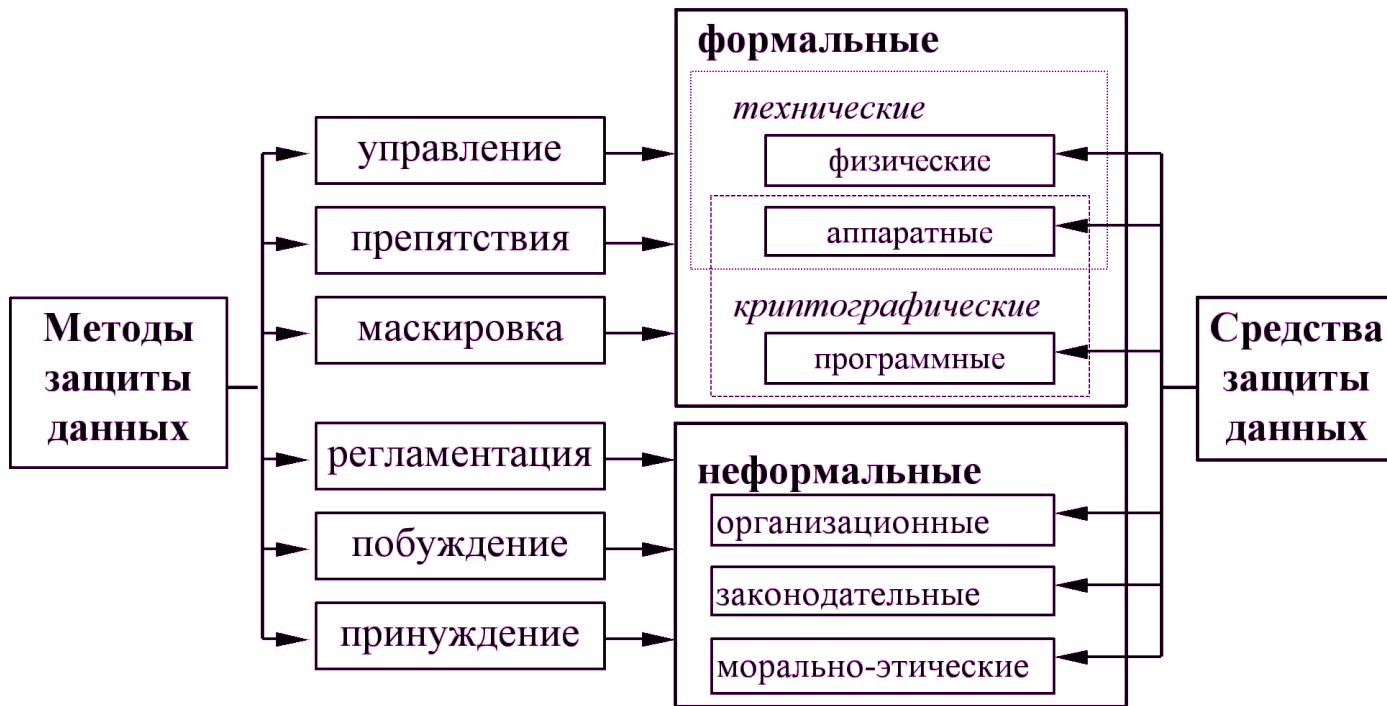 Методы
защиты
данных
управление
препятствия
маскировка
регламентация
побуждение
принуждение
формальные
технические
физические
аппаратные
криптографические
программные
неформальные
организационные
законодательные
морально-этические
Средства
защиты
данных